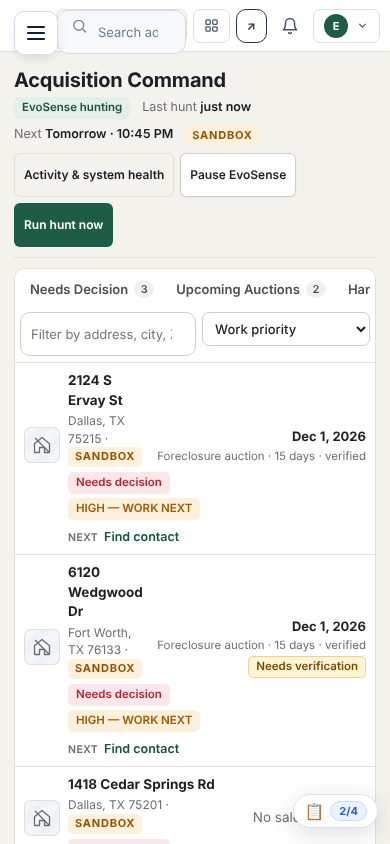 Search ad
E
Acquisition Command
EvoSense hunting Last hunt just now
Next Tomorrow · 10:45 PM SANDBOX
Activity & system health Pause EvoSense
Run hunt now
Needs Decision 3 Upcoming Auctions 2 Har
Filter by address, city, Work priority
2124 S
Ervay St
Dallas, TX
75215 ·
SANDBOX
Needs decision
HIGH — WORK NEXT
NEXT Find contact
Dec 1, 2026
Foreclosure auction · 15 days · verified
6120
Wedgwood
Dr
Fort Worth,
TX 76133 ·
SANDBOX
Needs decision
HIGH — WORK NEXT
NEXT Find contact
Dec 1, 2026
Foreclosure auction · 15 days · verified
Needs verification
1418 Cedar Springs Rd
Dallas, TX 75201 ·
SANDBOX
No sale
2/4